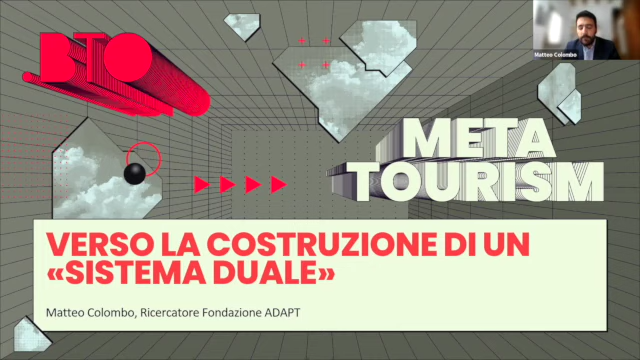 BTO
Matteo Colombo
META
TOURISM
VERSO LA COSTRUZIONE DI UN
«SISTEMA DUALE»
Matteo Colombo, Ricercatore Fondazione ADAPT